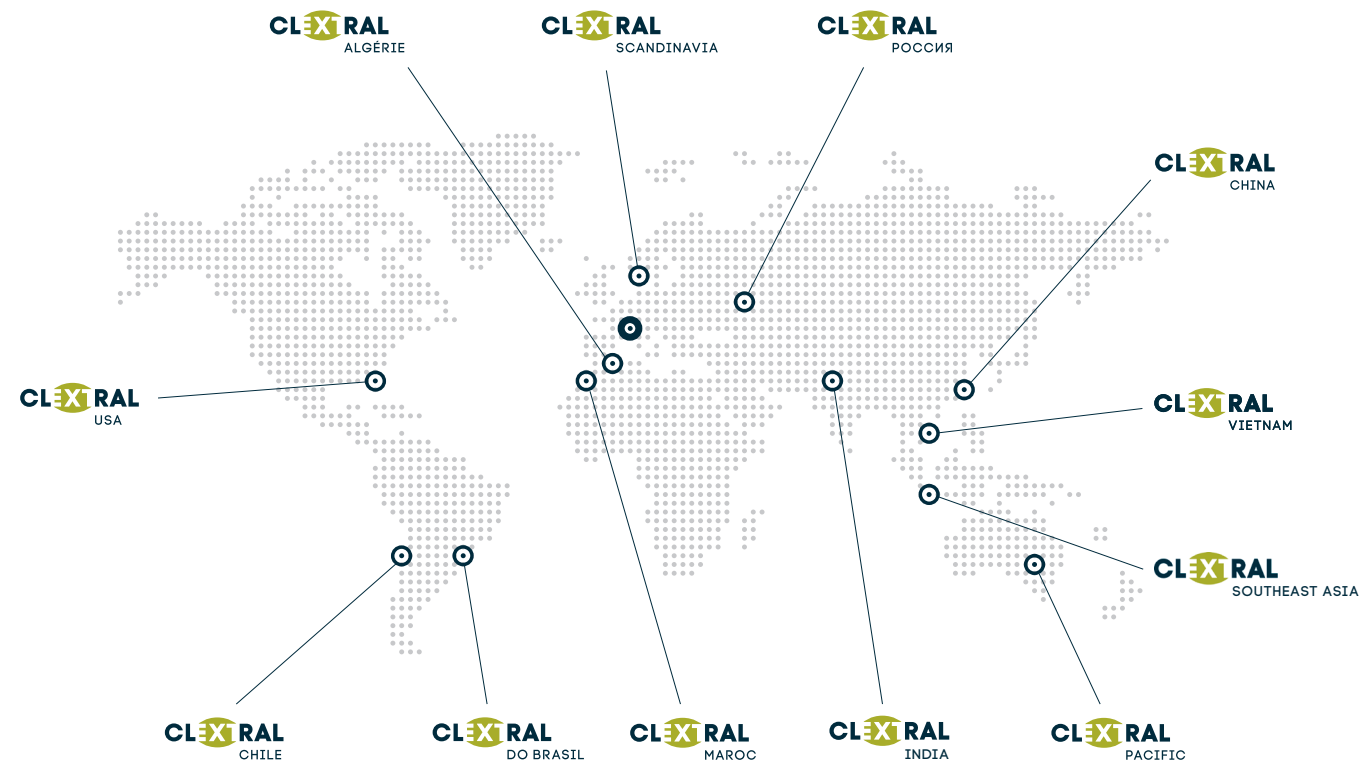 CLEXTRAL
ALGÉRIE
CLEXTRAL
SCANDINAVIA
CLEXTRAL
РОССИЯ
CLEXTRAL
CHINA
CLEXTRAL
USA
CLEXTRAL
VIETNAM
CLEXTRAL
SOUTHEAST ASIA
CLEXTRAL
CHILE
CLEXTRAL
DO BRASIL
CLEXTRAL
MAROC
CLEXTRAL
INDIA
CLEXTRAL
PACIFIC